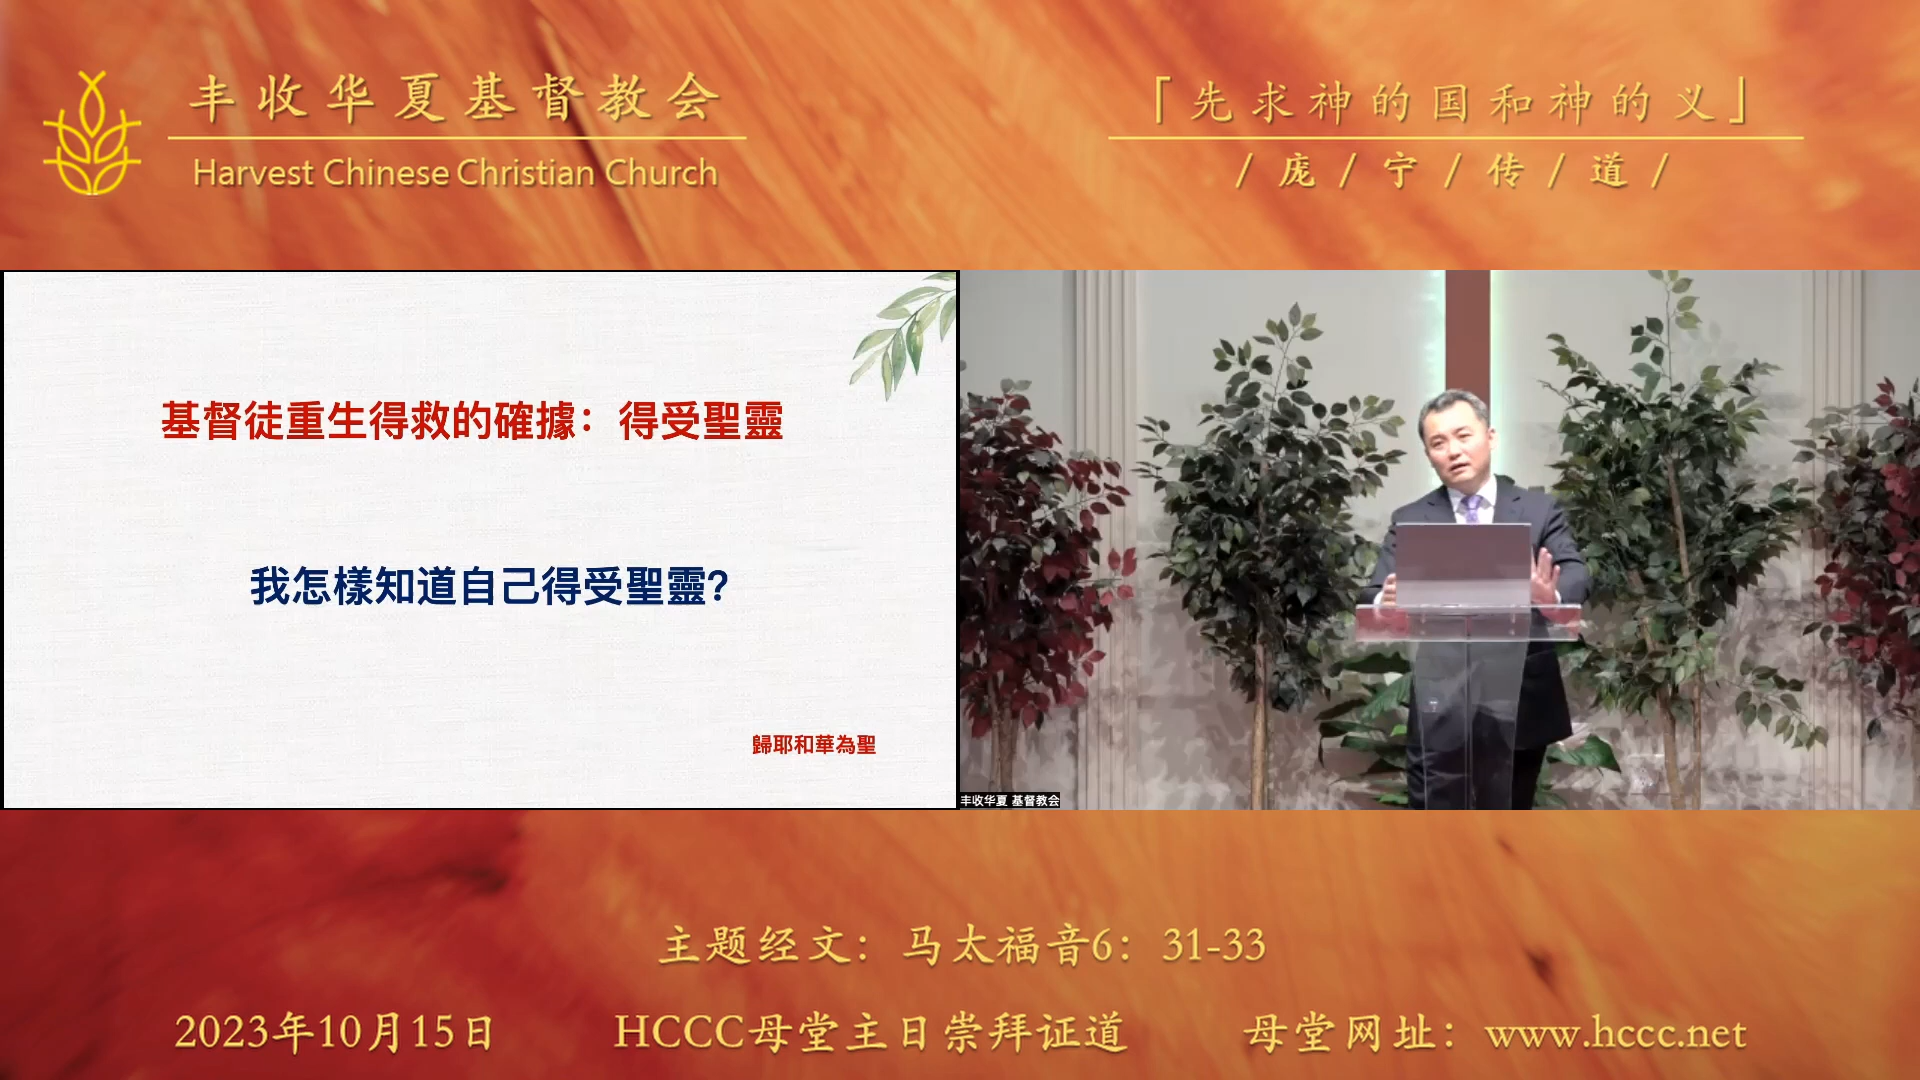 丰收华夏基督教会
Harvest Chinese Christian Church
「先求神的国和神的义」
/ 庞 / 宁 / 传 / 道 /
基督徒重生得救的確據：得受聖靈
我怎樣知道自己得受聖靈？
歸耶和華為聖
丰收华夏 基督教会
主题经文：马太福音6：31-33
2023年10月15日 HCCC母堂主日崇拜证道 母堂网址：www.hccc.net